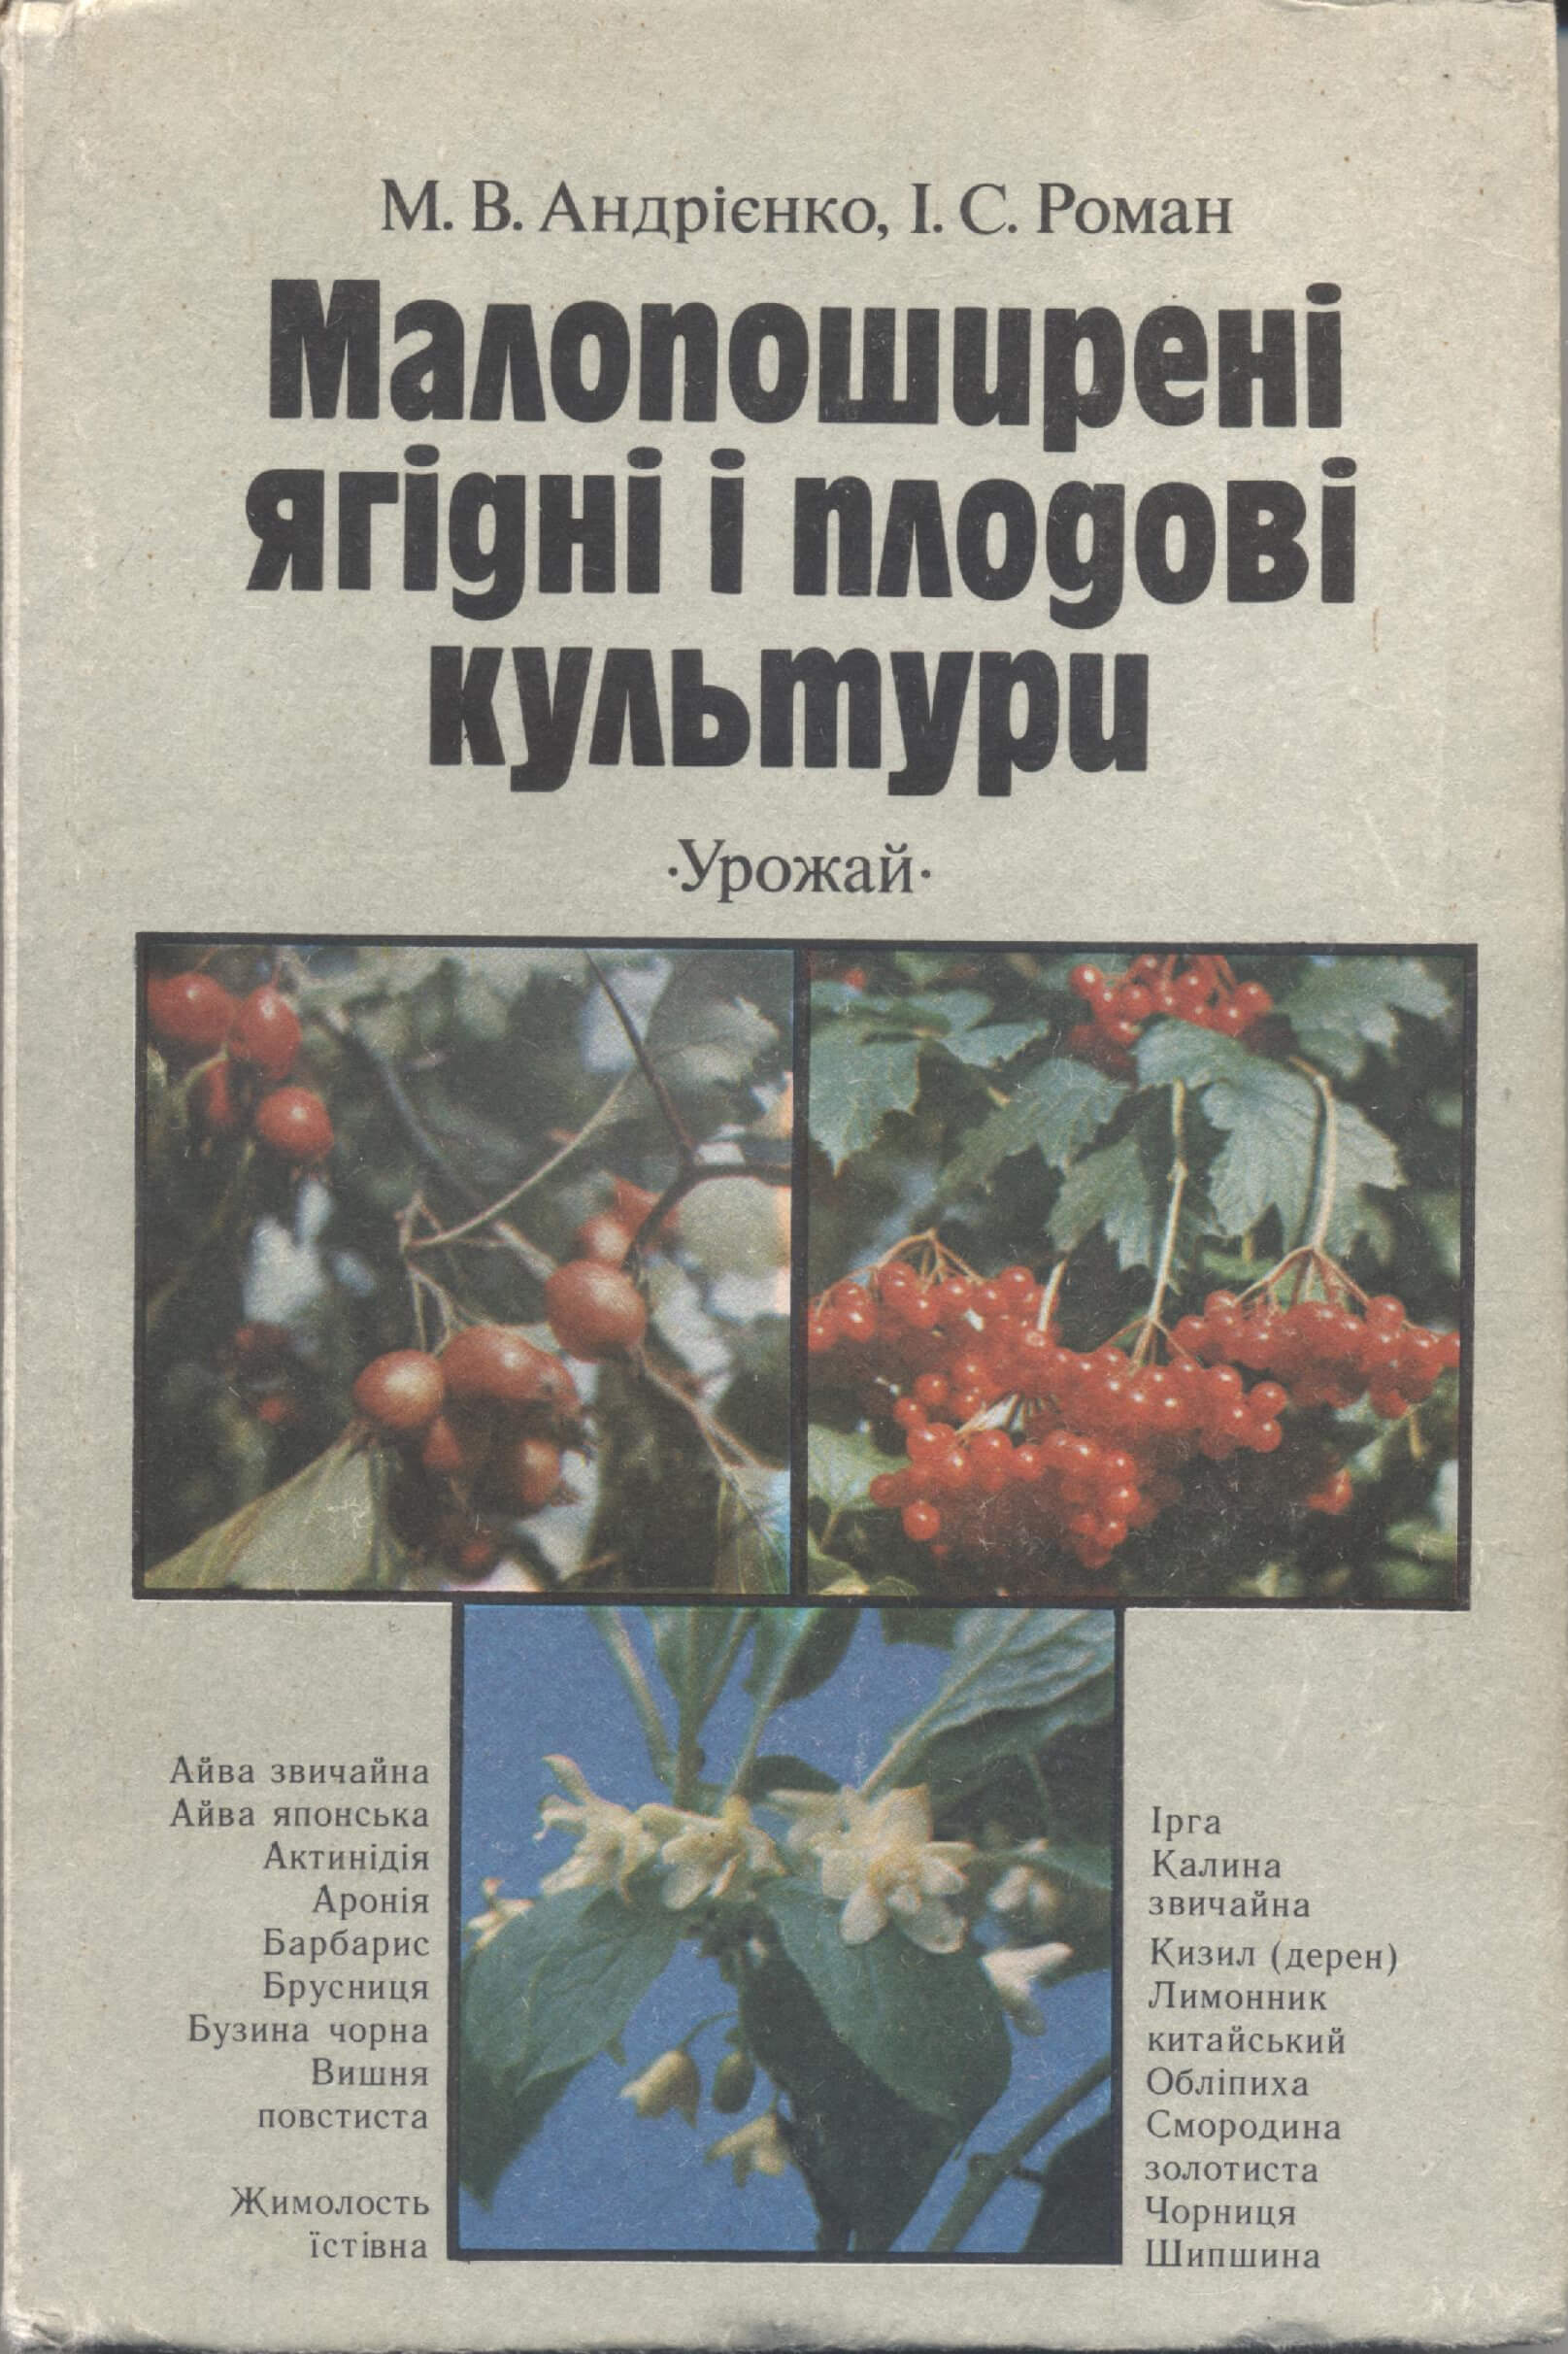 М. В. Андрієнко, І. С. Роман
Малопоширені
ягідні і плодові
культури
·Урожай·
Айва звичайна
Айва японська
Актинідія
Аронія
Барбарис
Брусниця
Бузина чорна
Вишня
повстиста
Жимолость
їстівна
Ірга
Калина
звичайна
Кизил (дерен)
Лимонник
китайський
Обліпиха
Смородина
золотиста
Чорниця
Шипшина